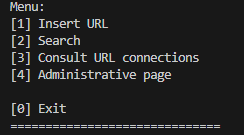 Menu:
[1] Insert URL
[2] Search
[3] Consult URL connections
[4] Administrative page

[0] Exit
==============================